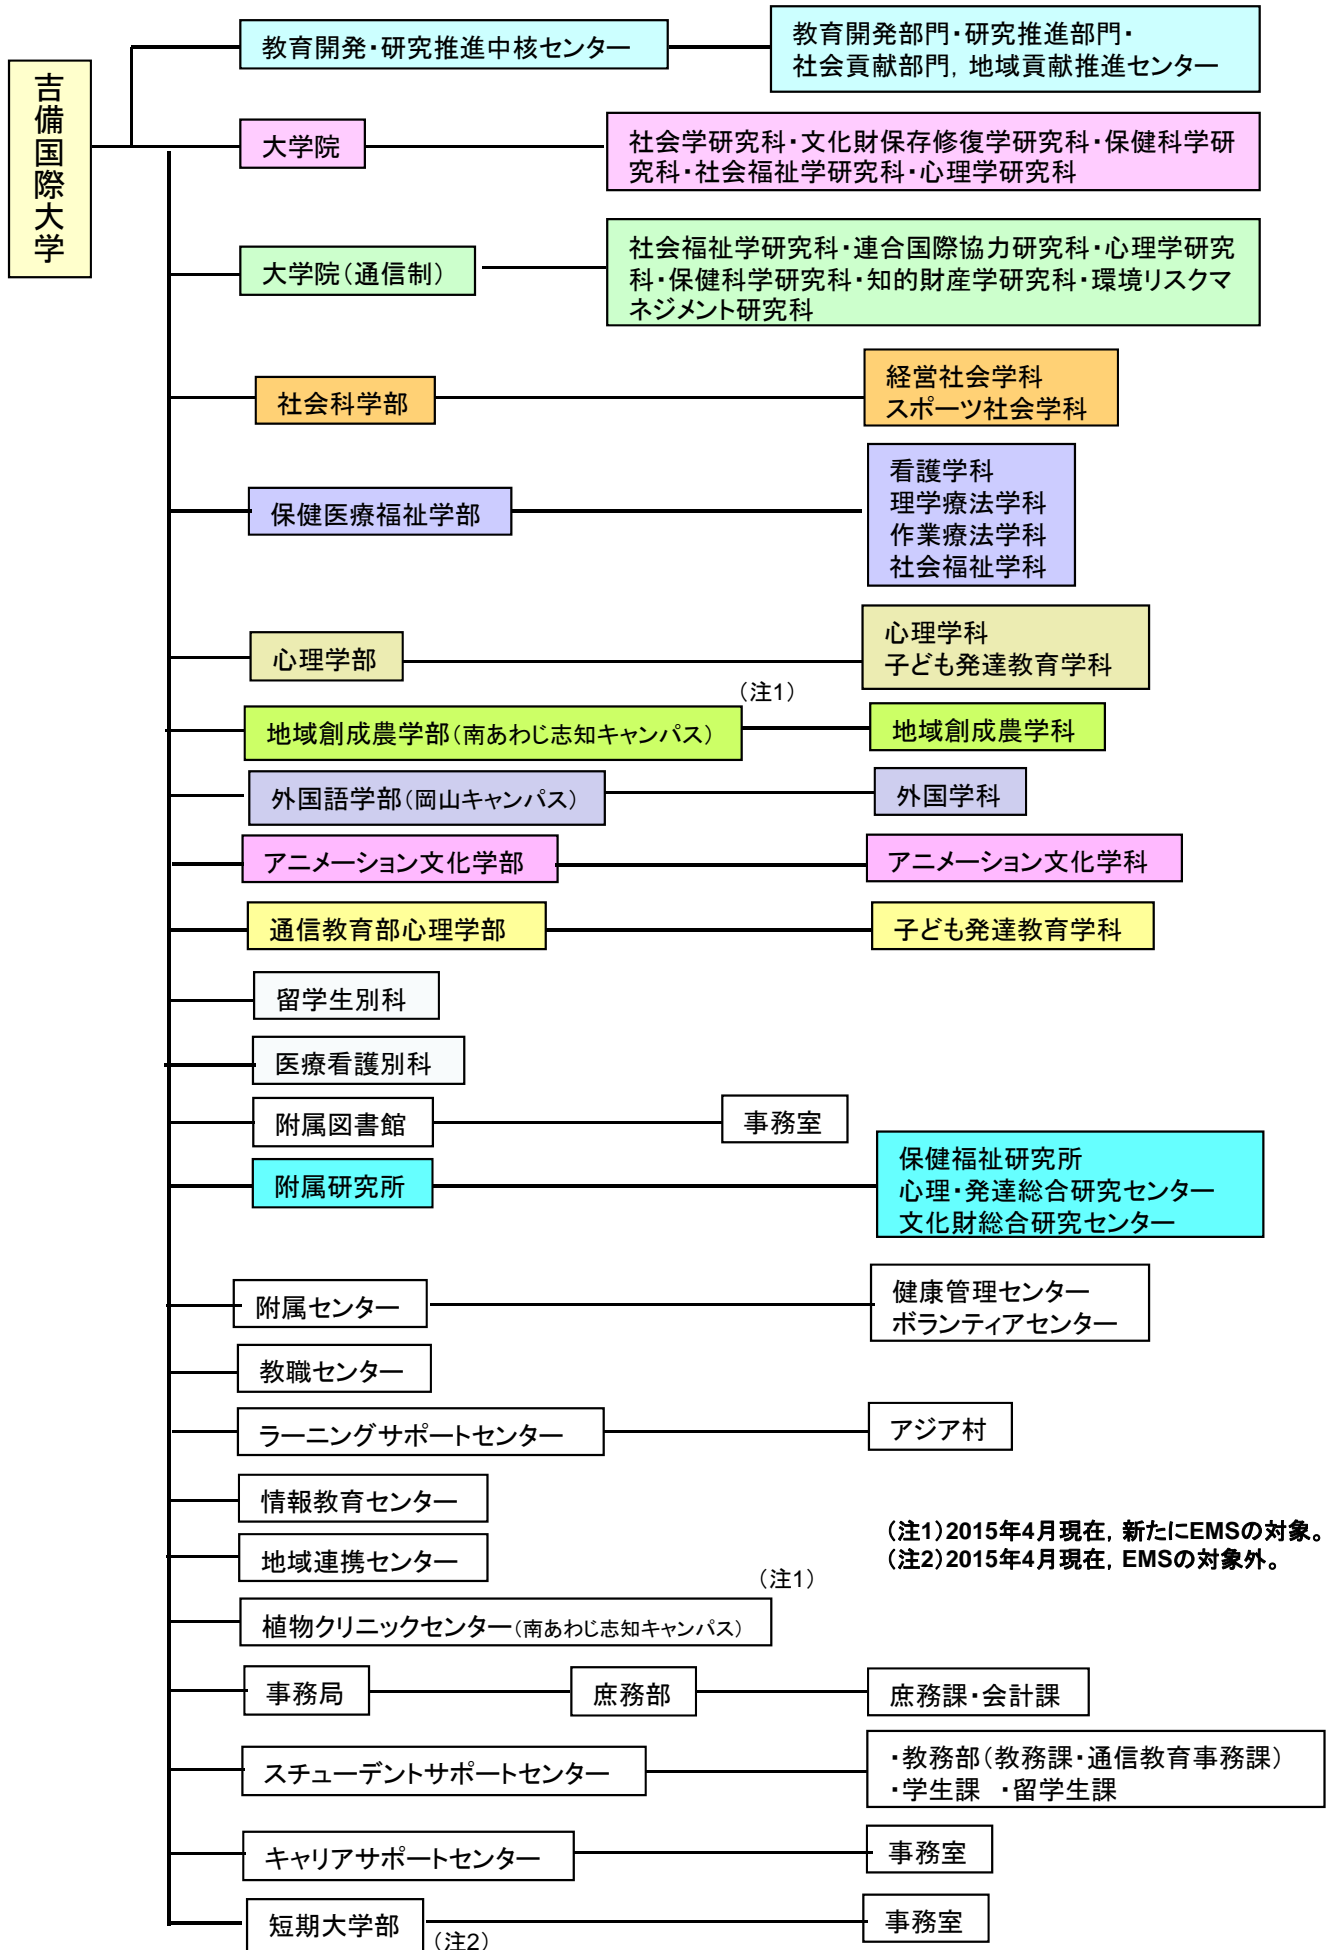 吉備国際大学
教育開発・研究推進中核センター
教育開発部門・研究推進部門・
社会貢献部門，地域貢献推進センター
大学院
社会学研究科・文化財保存修復学研究科・保健科学研
究科・社会福祉学研究科・心理学研究科
大学院（通信制）
社会福祉学研究科・連合国際協力研究科・心理学研究
科・保健科学研究科・知的財産学研究科・環境リスクマ
ネジメント研究科
社会科学部
経営社会学科
スポーツ社会学科
保健医療福祉学部
看護学科
理学療法学科
作業療法学科
社会福祉学科
心理学部
心理学科
子ども発達教育学科
（注1）
地域創成農学部（南あわじ志知キャンパス）
地域創成農学科
外国語学部（岡山キャンパス）
外国学科
アニメーション文化学部
アニメーション文化学科
通信教育部心理学部
子ども発達教育学科
留学生別科
医療看護別科
附属図書館
事務室
附属研究所
保健福祉研究所
心理・発達総合研究センター
文化財総合研究センター
附属センター
健康管理センター
ボランティアセンター
教職センター
ラーニングサポートセンター
アジア村
情報教育センター
（注1）2015年4月現在，新たにEMSの対象。
（注2）2015年4月現在，EMSの対象外。
地域連携センター
（注1）
植物クリニックセンター（南あわじ志知キャンパス）
事務局
庶務部
庶務課・会計課
スチューデントサポートセンター
・教務部（教務課・通信教育事務課）
・学生課　・留学生課
キャリアサポートセンター
事務室
短期大学部
（注2）
事務室